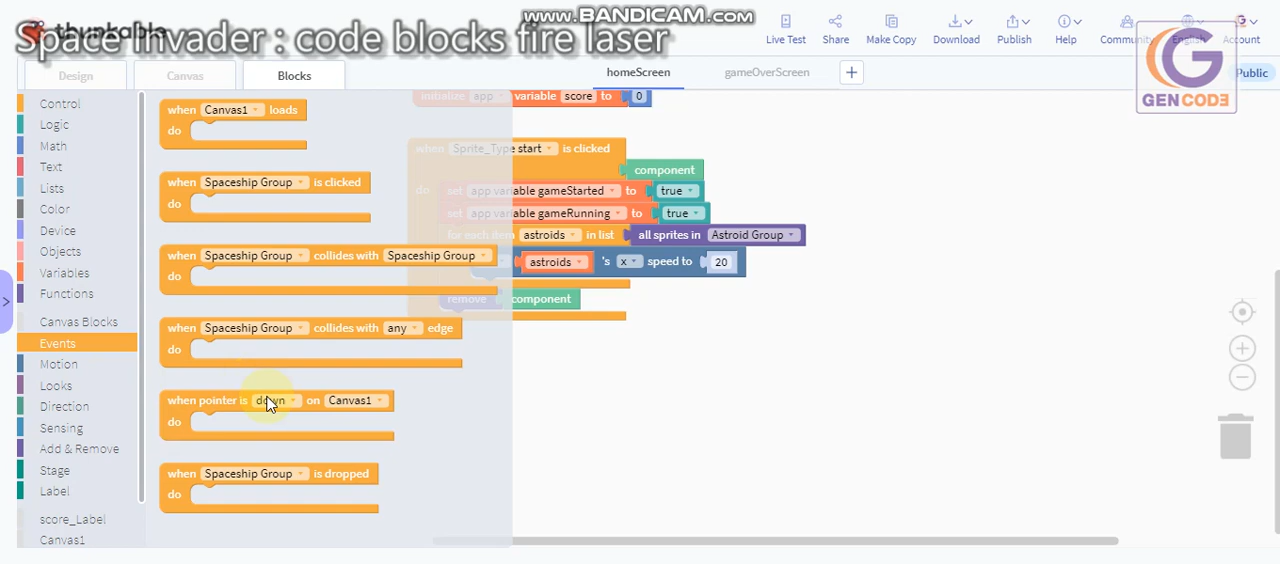 www.BANDICAM.com
thunkable
Space Invader : code blocks fire laser
Live Test
Share
Make Copy
Download
Publish
Help
Community
English
Account
G
GENCODE
Public
Design
Canvas
Blocks
homeScreen
gameOverScreen
+
Control
Logic
Math
Text
Lists
Color
Device
Objects
Variables
Functions
Canvas Blocks
Events
Motion
Looks
Direction
Sensing
Add & Remove
Stage
Label
score_Label
Canvas1
when Canvas1 loads
do
when Spaceship Group is clicked
do
when Spaceship Group collides with Spaceship Group
do
when Spaceship Group collides with any edge
do
when pointer is down on Canvas1
do
when Spaceship Group is dropped
do
initialize app variable score to 0
when Sprite_Type start is clicked
component
do set app variable gameStarted to true
set app variable gameRunning to true
for each item astroids in list all sprites in Astroid Group
astroids 's x speed to 20
remove component